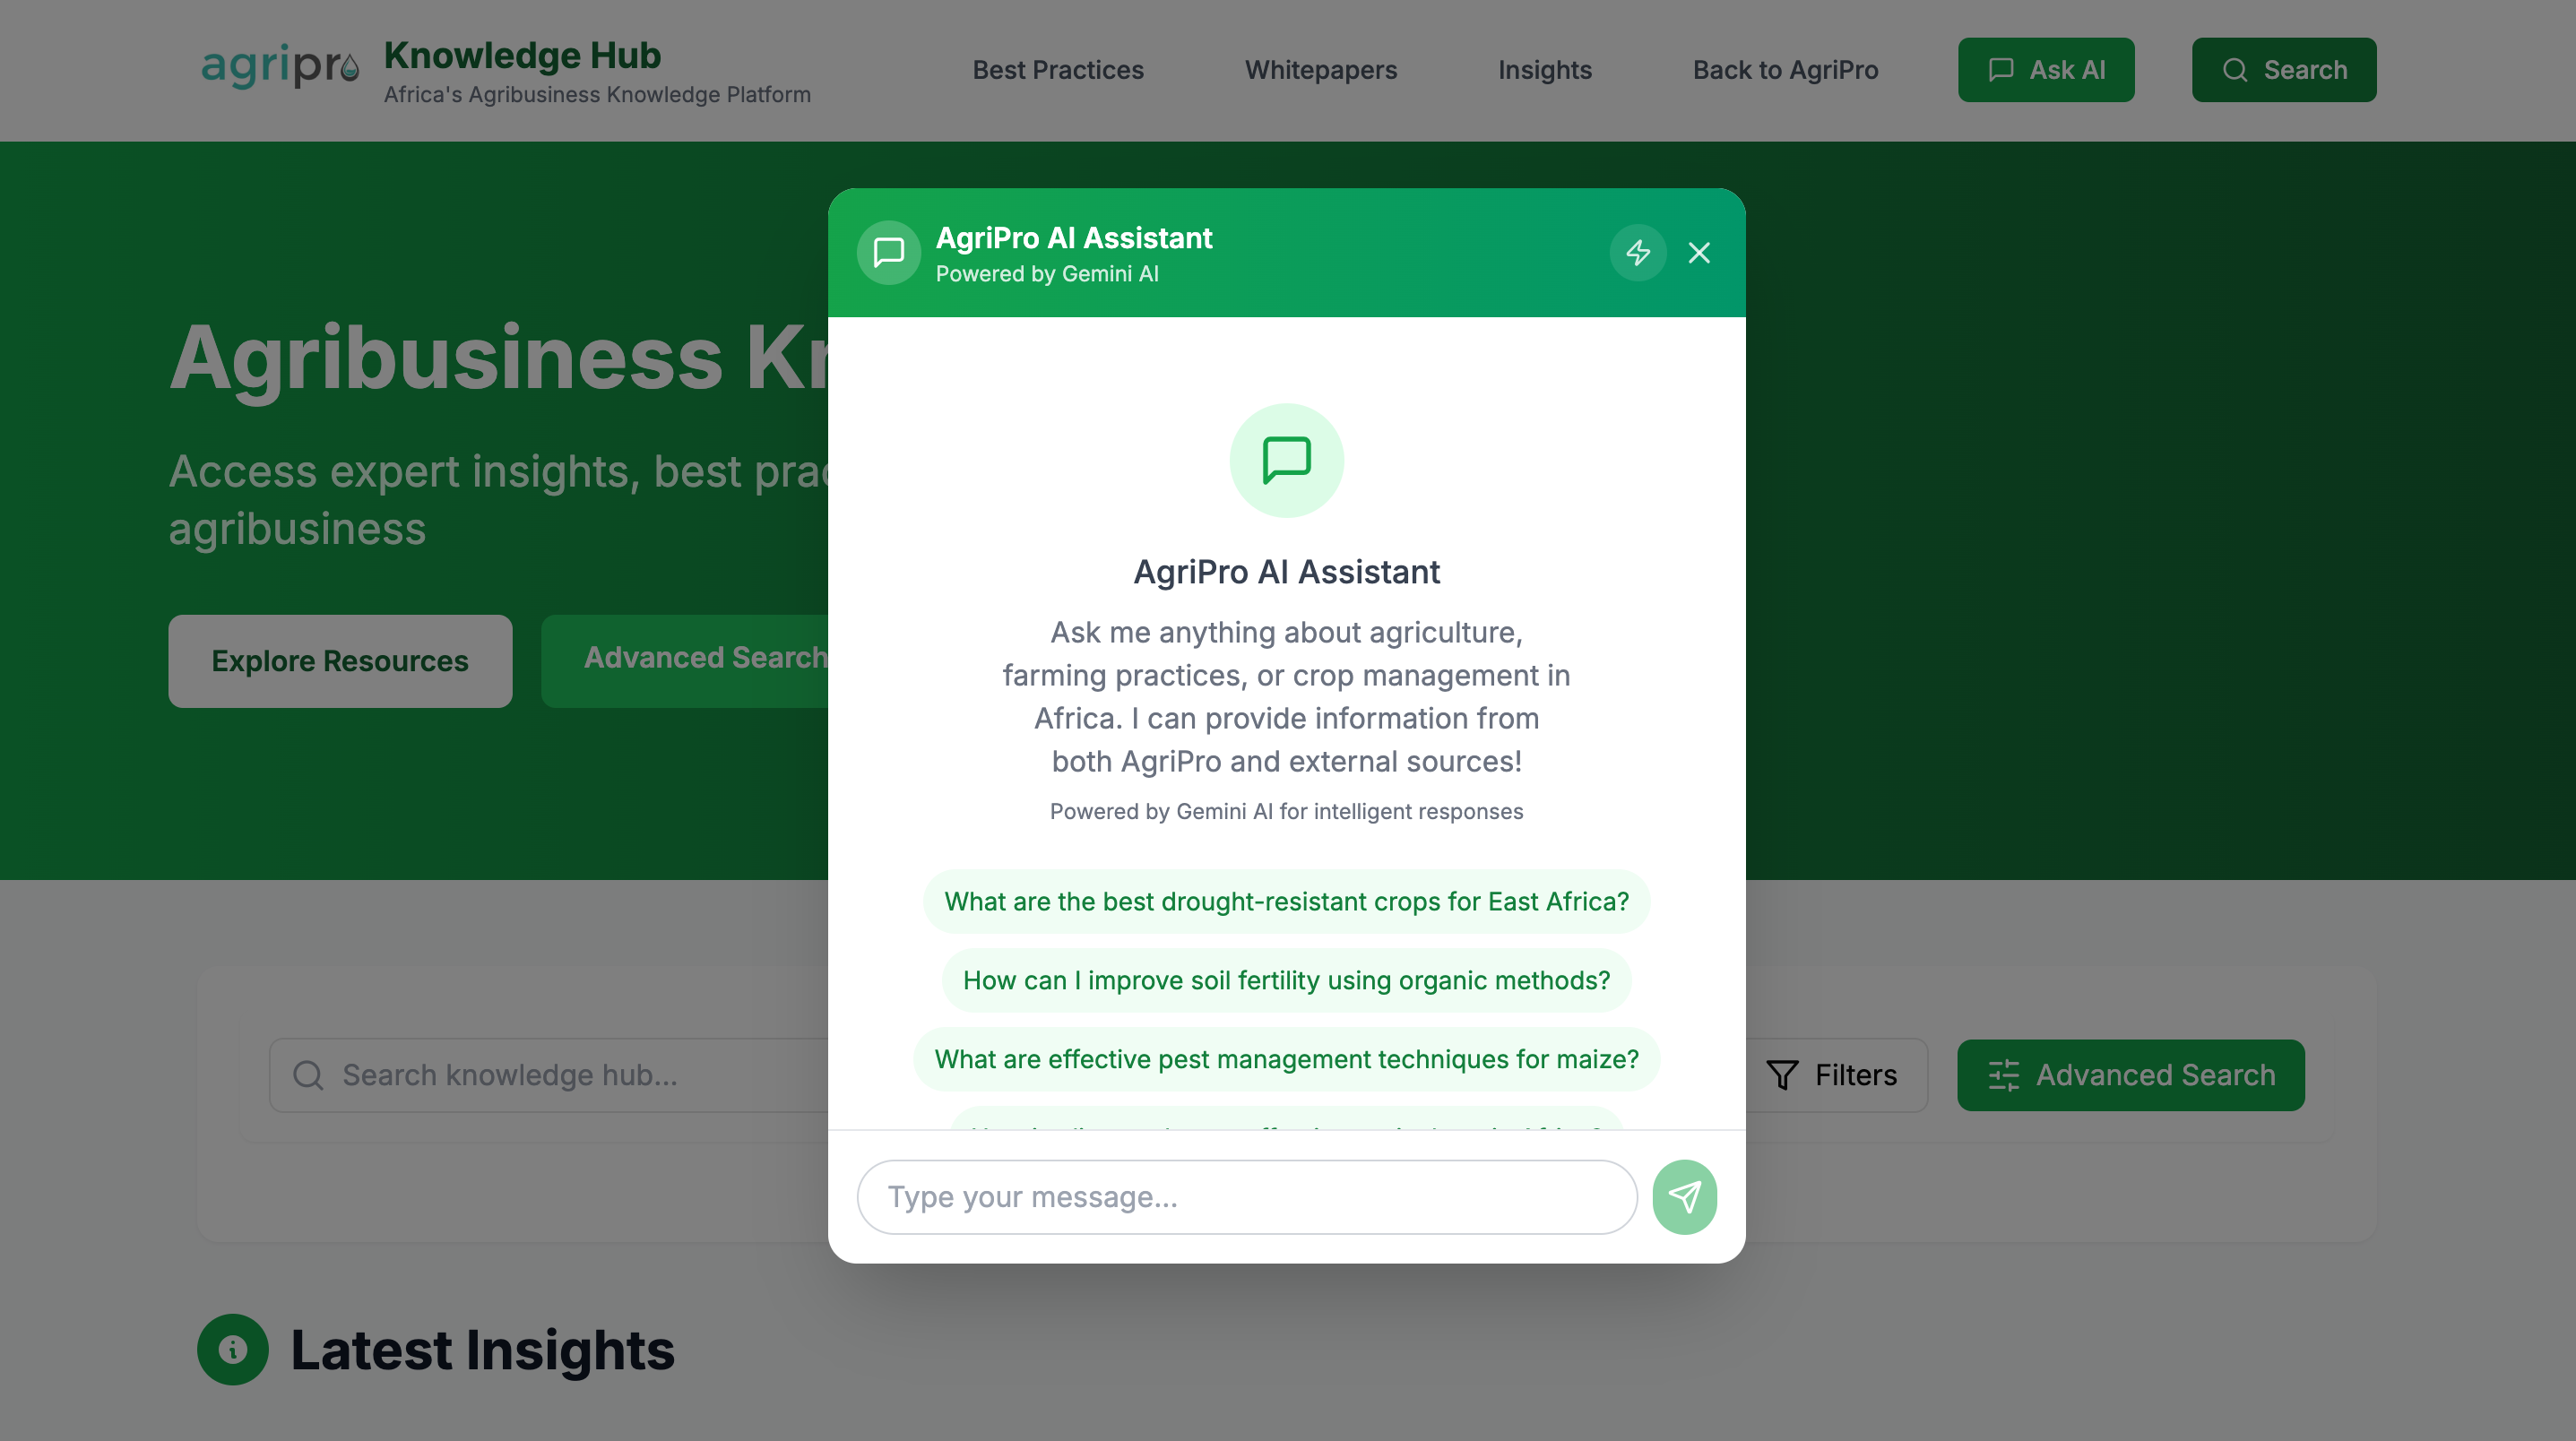 agripro
Knowledge Hub
Africa's Agribusiness Knowledge Platform
Best Practices
Whitepapers
Insights
Back to AgriPro
Ask AI
Search
AgriPro AI Assistant
Powered by Gemini AI
Agribusiness
Access expert insights, best
agribusiness
Explore Resources
Advanced Search
AgriPro AI Assistant
Ask me anything about agriculture,
farming practices, or crop management in
Africa. I can provide information from
both AgriPro and external sources!
Powered by Gemini AI for intelligent responses
What are the best drought-resistant crops for East Africa?
How can I improve soil fertility using organic methods?
What are effective pest management techniques for maize?
Search knowledge hub...
Filters
Advanced Search
Type your message...
Latest Insights